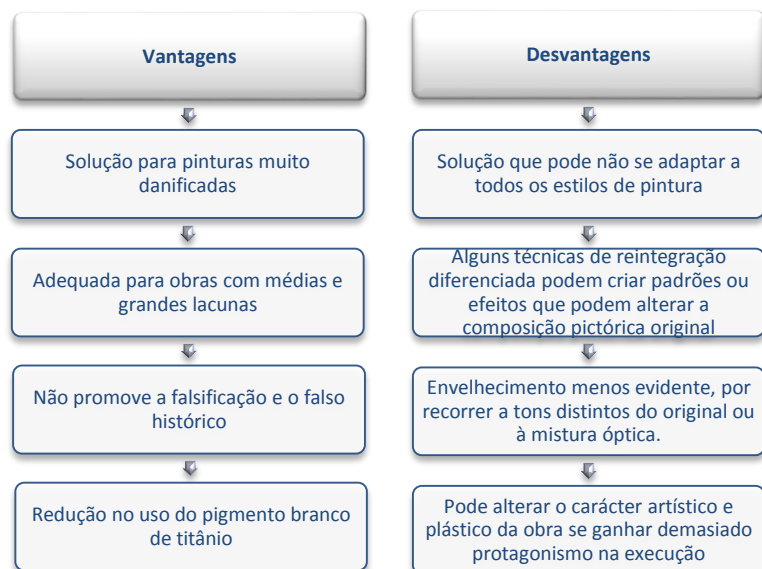 Vantagens
Solução para pinturas muito
danificadas
Adequada para obras com médias e
grandes lacunas
Não promove a falsificação e o falso
histórico
Redução no uso do pigmento branco
de titânio
Desvantagens
Solução que pode não se adaptar a
todos os estilos de pintura
Alguns técnicas de reintegração
diferenciada podem criar padrões ou
efeitos que podem alterar a
composição pictórica original
Envelhecimento menos evidente, por
recorrer a tons distintos do original ou
à mistura óptica.
Pode alterar o carácter artístico e
plástico da obra se ganhar demasiado
protagonismo na execução